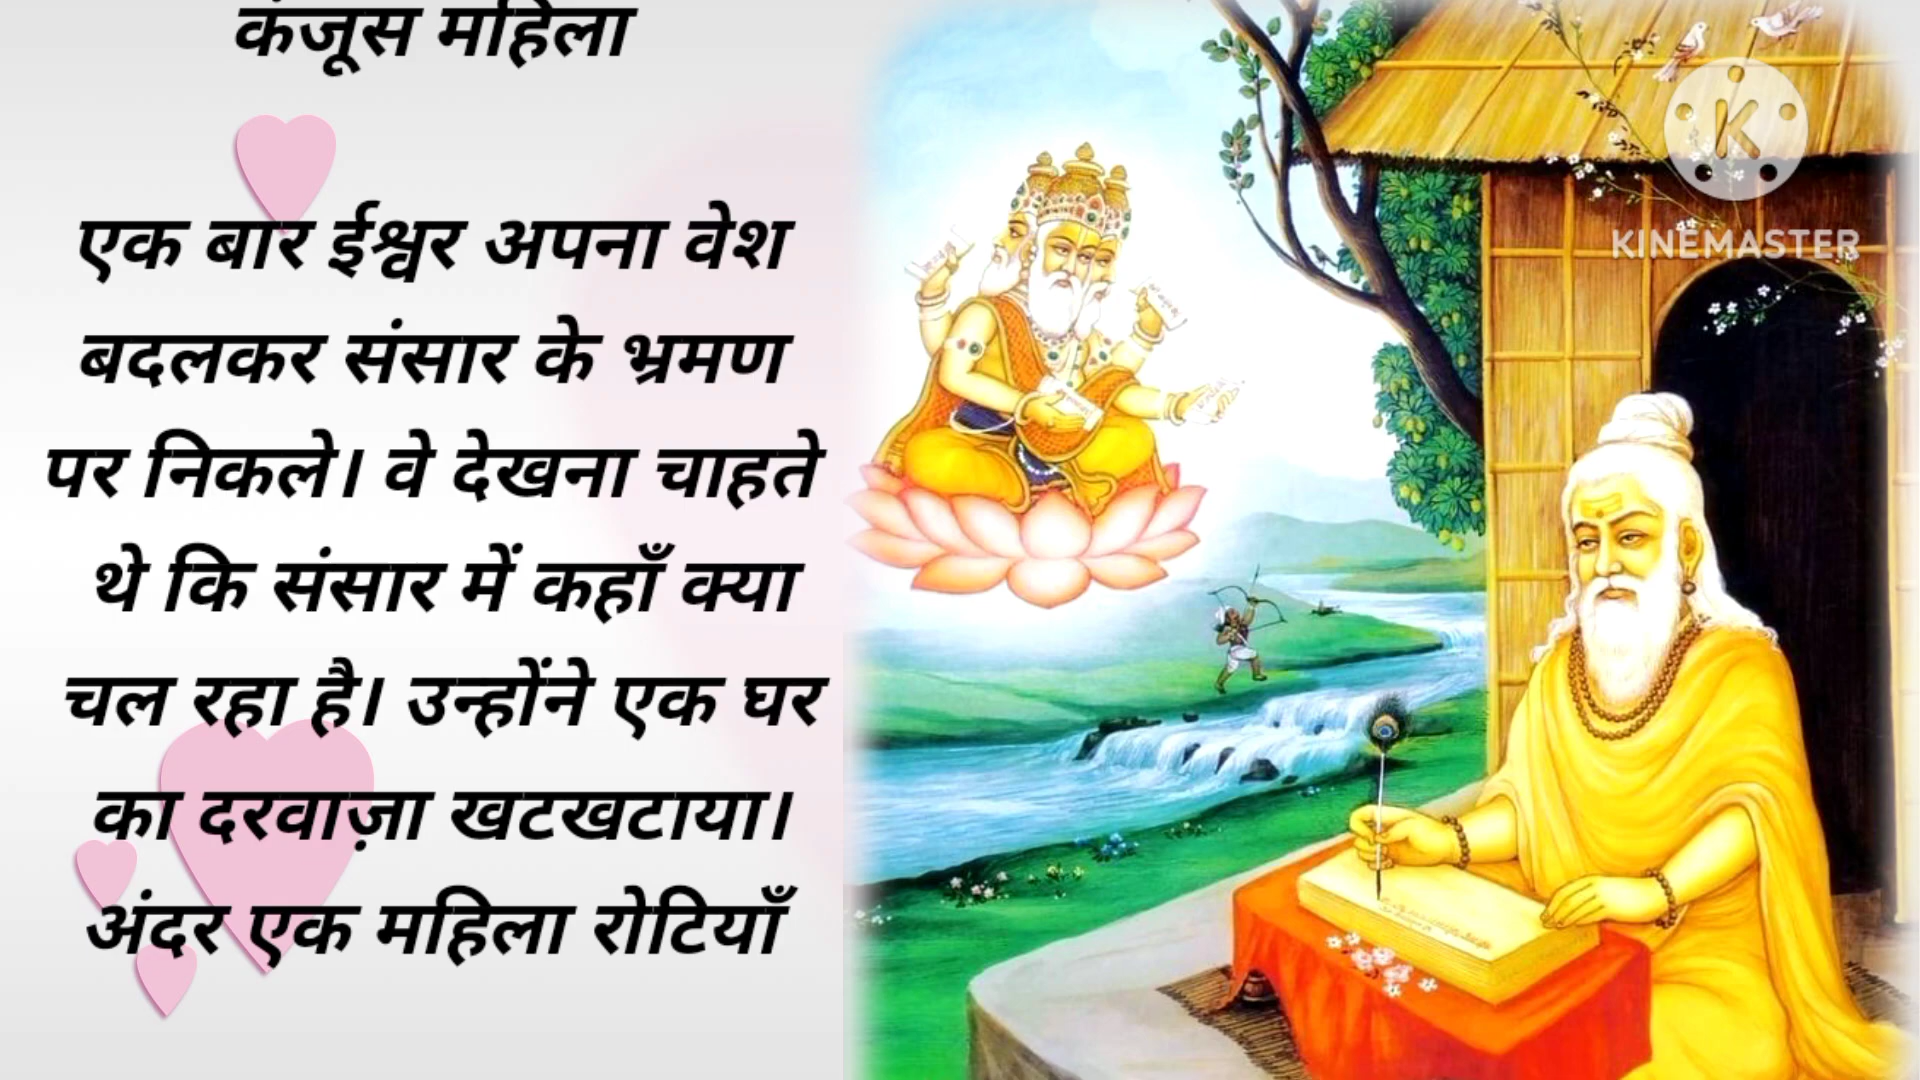 कंजूस महिला
एक बार ईश्वर अपना वेश
बदलकर संसार के भ्रमण
पर निकले। वे देखना चाहते
थे कि संसार में कहाँ क्या
चल रहा है। उन्होंने एक घर
का दरवाज़ा खटखटाया।
अंदर एक महिला रोटियाँ
K
KINEMASTER